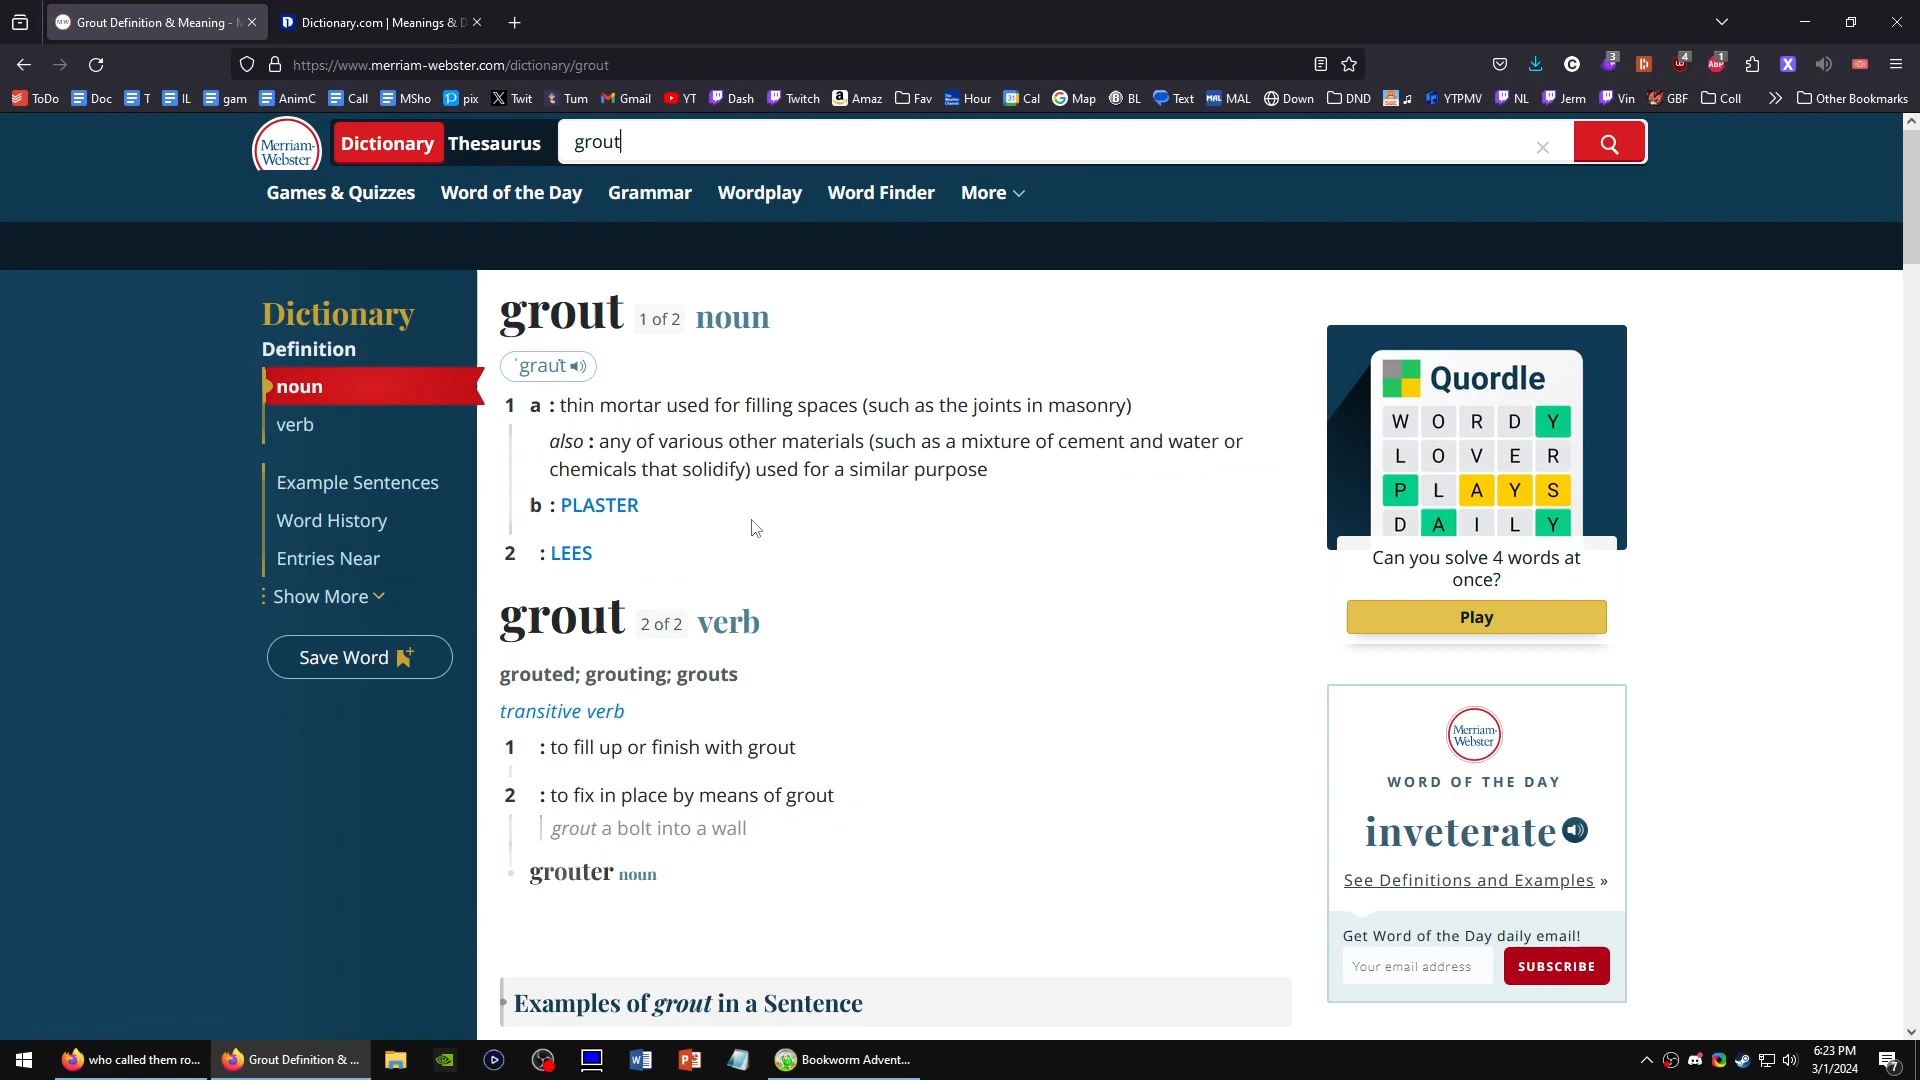 Grout Definition & Meaning - M
Dictionary.com | Meanings & D
https://www.merriam-webster.com/dictionary/grout
3
4
ABP
1
ToDo
Doc
T
IL
gam
AnimC
Call
MSho
pix
Twit
Tum
Gmail
YT
Dash
Twitch
Amaz
Fav
Hour
Cal
Map
BL
Text
MAL
MAL
Down
DND
YTPMV
NL
Jerm
Vin
GBF
Coll
Other Bookmarks
Merriam-
Webster
Dictionary
Thesaurus
grout
Games & Quizzes
Word of the Day
Grammar
Wordplay
Word Finder
More
Dictionary
Definition
noun
verb
Example Sentences
Word History
Entries Near
Show More
Save Word
grout 1 of 2 noun
ˈgrau̇t
1 a : thin mortar used for filling spaces (such as the joints in masonry)
also : any of various other materials (such as a mixture of cement and water or
chemicals that solidify) used for a similar purpose
b : PLASTER
2 : LEES
grout 2 of 2 verb
grouted; grouting; grouts
transitive verb
1 : to fill up or finish with grout
2 : to fix in place by means of grout
grout a bolt into a wall
grouter noun
Examples of grout in a Sentence
Quordle
W O R D Y
L O V E R
P L A Y S
D A I L Y
Can you solve 4 words at
once?
Play
Merriam-
Webster
WORD OF THE DAY
inveterate
See Definitions and Examples »
Get Word of the Day daily email!
Your email address
SUBSCRIBE
who called them ro...
Grout Definition & ...
Bookworm Advent...
6:23 PM
3/1/2024
7